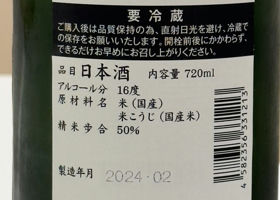 要冷蔵
ご購入後は品質保持の為、直射日光を避け、冷蔵で
の保存をお願いいたします。開栓前後にかかわらず、
できるだけお早めにお召し上がりください。
品目 日本酒 内容量 720ml
アルコール分 16度
原材料名 米(国産)
米こうじ(国産米)
精米歩合 50%
製造年月 2024-02
4582356331213